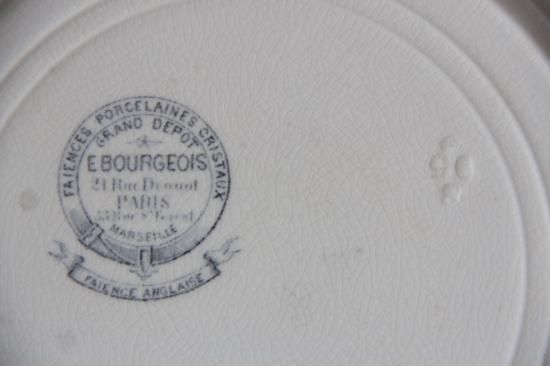 FAIENCES PORCELAINES CRISTAUX
GRAND DEPOT
E BOURGEOIS
21 Rue Drouot
PARIS
MARSEILLE
FAIENCE ANGLAISE